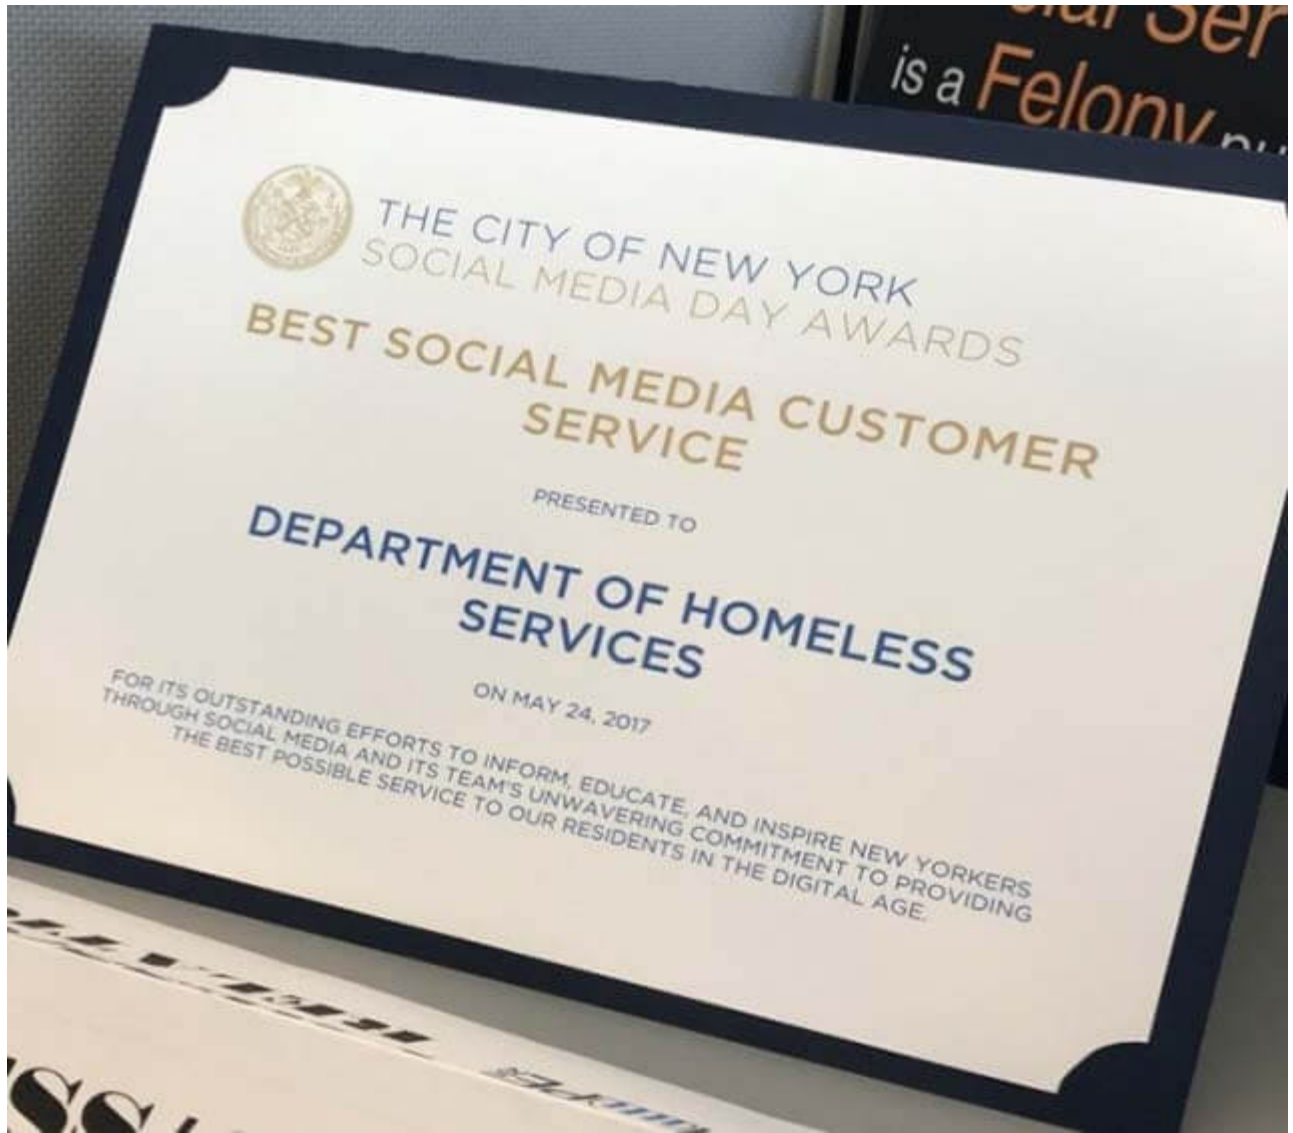 is a Felony
THE CITY OF NEW YORK
SOCIAL MEDIA DAY AWARDS
BEST SOCIAL MEDIA CUSTOMER
SERVICE
PRESENTED TO
DEPARTMENT OF HOMELESS
SERVICES
ON MAY 24, 2017
FOR ITS OUTSTANDING EFFORTS TO INFORM, EDUCATE, AND INSPIRE NEW YORKERS
THROUGH SOCIAL MEDIA AND ITS TEAM'S UNWAVERING COMMITMENT TO PROVIDING
THE BEST POSSIBLE SERVICE TO OUR RESIDENTS IN THE DIGITAL AGE.